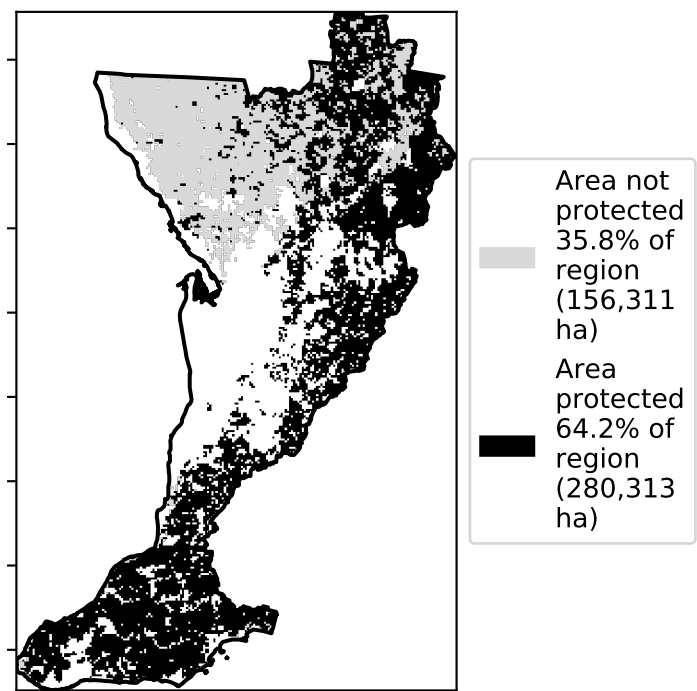 Area not
protected
35.8% of
region
(156,311
ha)
Area
protected
64.2% of
region
(280,313
ha)